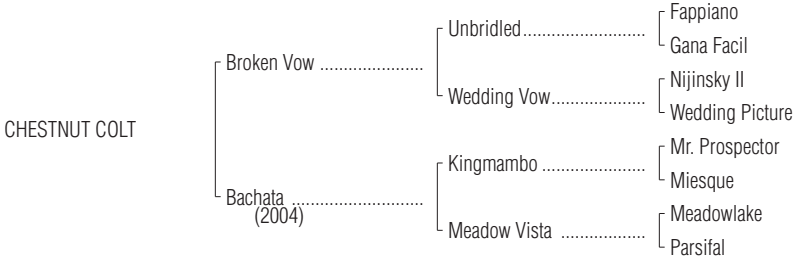 Fappiano
Unbridled..........................
Gana Facil
Broken Vow ......................
Nijinsky II
Wedding Vow....................
Wedding Picture
CHESTNUT COLT
Mr. Prospector
Kingmambo ......................
Miesque
Bachata ............................
(2004)
Meadowlake
Meadow Vista ..................
Parsifal